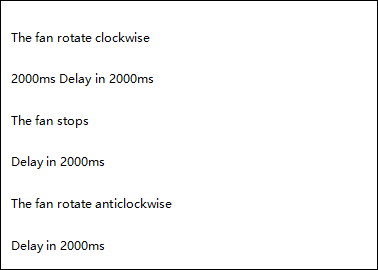 The fan rotate clockwise
2000ms Delay in 2000ms
The fan stops
Delay in 2000ms
The fan rotate anticlockwise
Delay in 2000ms